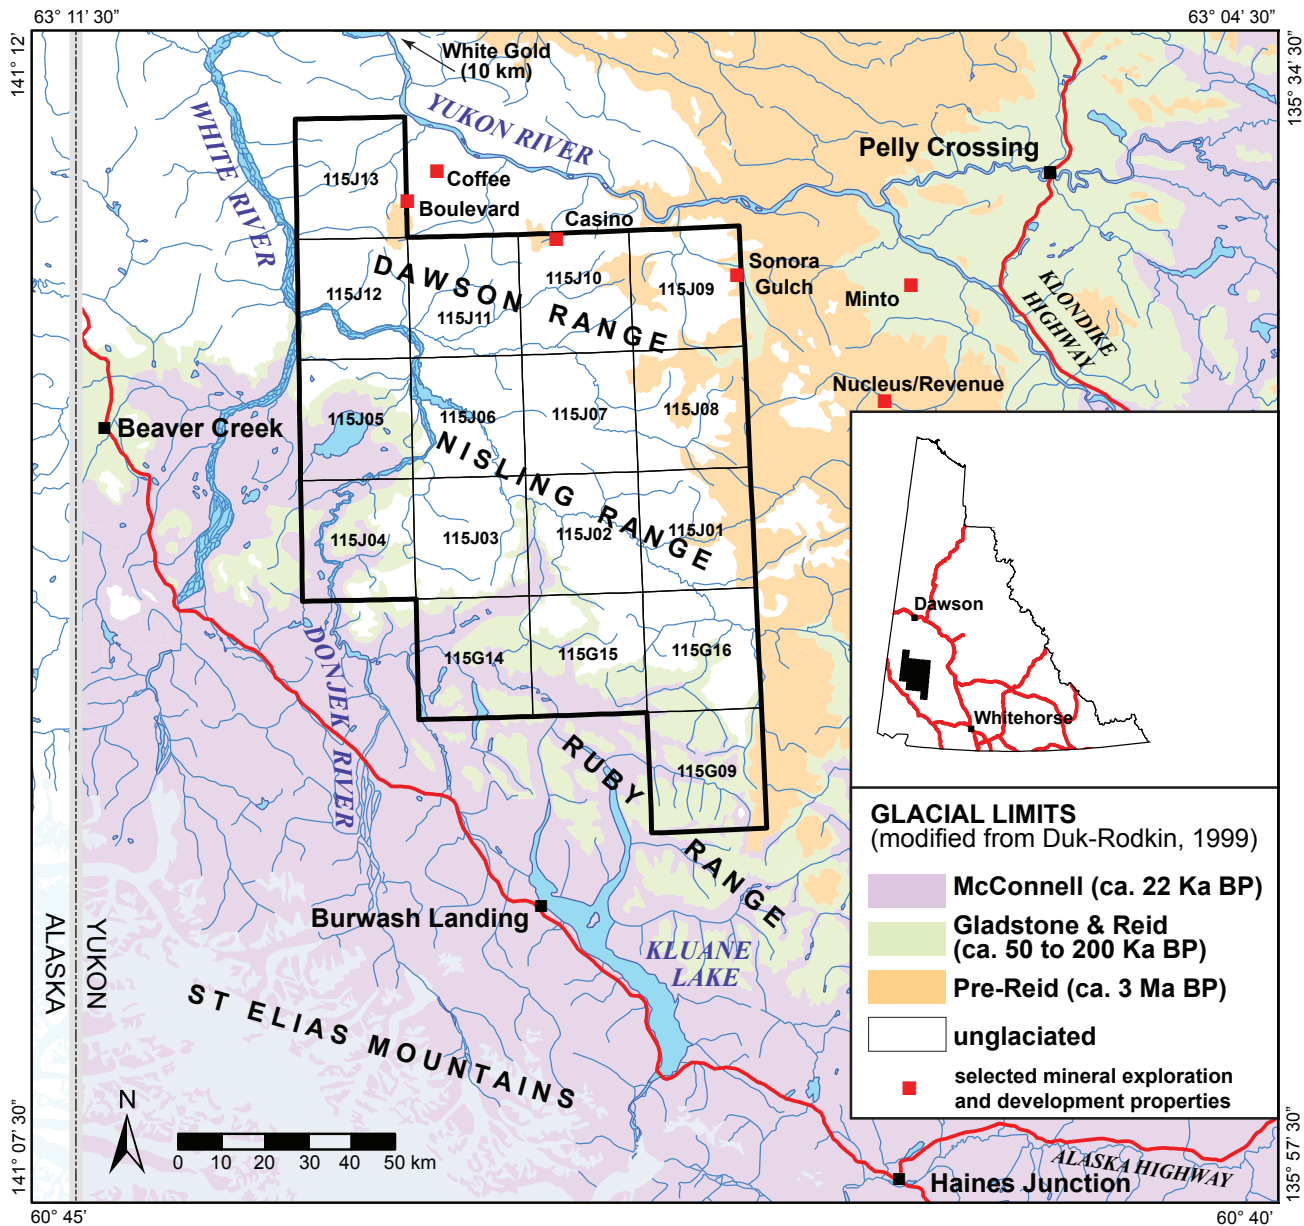 63° 11' 30"
63° 04' 30"
141° 12'
135° 34' 30"
White Gold
(10 km)
WHITE RIVER
YUKON RIVER
Pelly Crossing
115J13
Coffee
Boulevard
Casino
DAWSON RANGE
115J12
115J11
115J10
115J09
Sonora
Gulch
Minto
KLONDIKE
HIGHWAY
Nucleus/Revenue
Beaver Creek
115J05
115J06
115J07
115J08
NISLING RANGE
115J04
115J03
115J02
115J01
115G14
115G15
115G16
115G09
DONJEK RIVER
RUBY RANGE
Burwash Landing
KLUANE
LAKE
ALASKA
YUKON
ST ELIAS MOUNTAINS
N
0 10 20 30 40 50 km
Dawson
Whitehorse
GLACIAL LIMITS
(modified from Duk-Rodkin, 1999)
McConnell (ca. 22 Ka BP)
Gladstone & Reid
(ca. 50 to 200 Ka BP)
Pre-Reid (ca. 3 Ma BP)
unglaciated
selected mineral exploration
and development properties
ALASKA HIGHWAY
Haines Junction
141° 07' 30"
135° 57' 30"
60° 45'
60° 40'